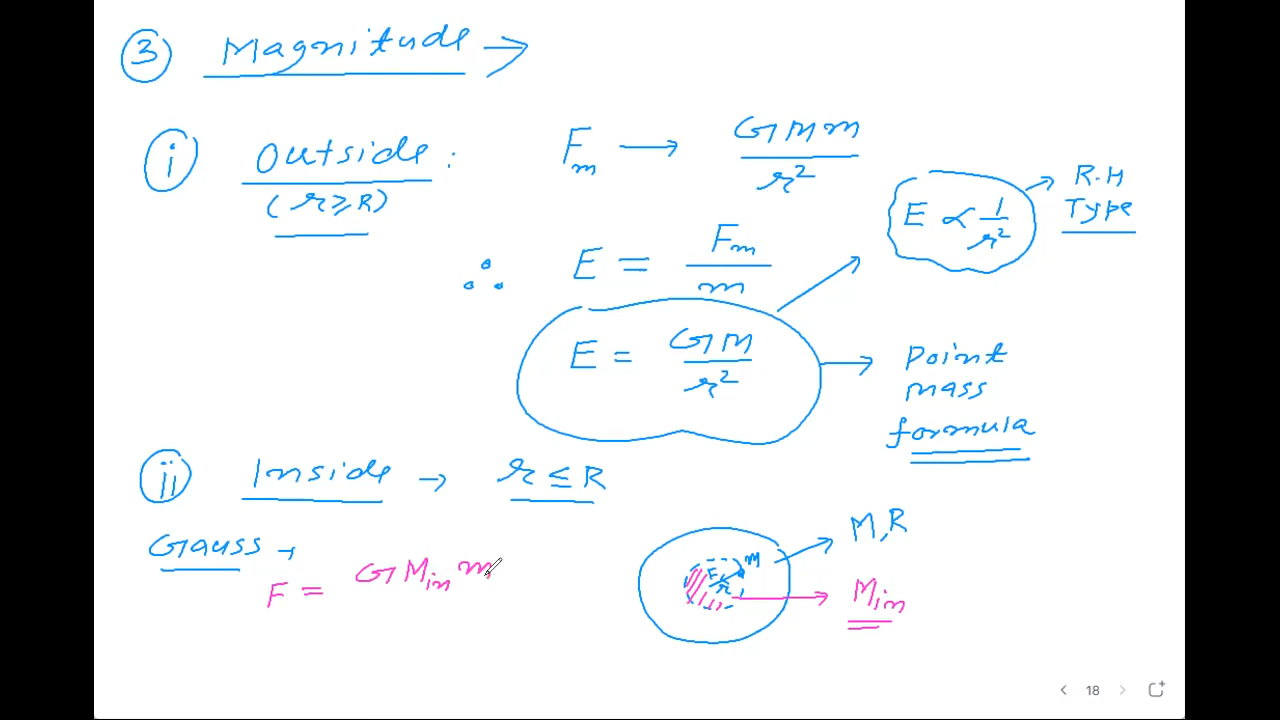 ③ Magnitude →
ⓘ Outside : F_m → GMm/r²
(r ≥ R)
E ∝ 1/r² → R.H Type
∴ E = F_m/m
E = GM/r² → Point mass formula
ⓘⓘ Inside → r ≤ R
M, R
Gauss →
F = G M_in m
F
r
m
M_in
18